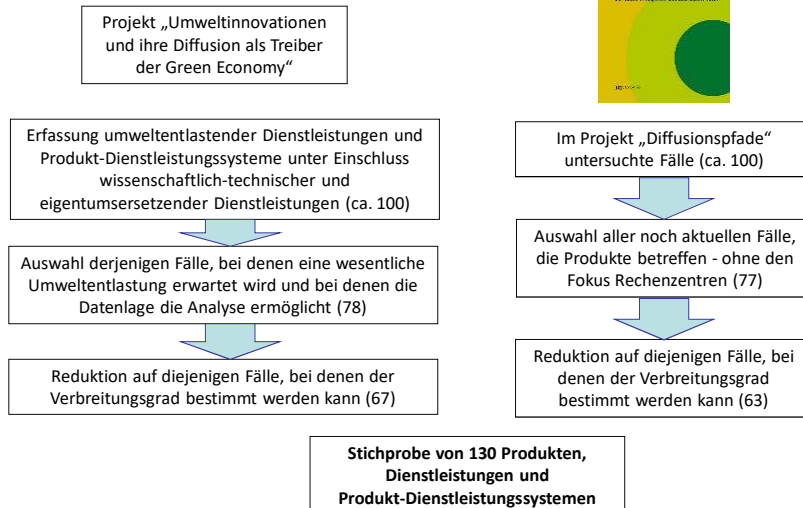 Projekt „Umweltinnovationen
und ihre Diffusion als Treiber
der Green Economy“
Erfassung umweltentlastender Dienstleistungen und
Produkt-Dienstleistungssysteme unter Einschluss
wissenschaftlich-technischer und
eigentumsersetzender Dienstleistungen (ca. 100)
Auswahl derjenigen Fälle, bei denen eine wesentliche
Umweltentlastung erwartet wird und bei denen die
Datenlage die Analyse ermöglicht (78)
Reduktion auf diejenigen Fälle, bei denen der
Verbreitungsgrad bestimmt werden kann (67)
Im Projekt „Diffusionspfade“
untersuchte Fälle (ca. 100)
Auswahl aller noch aktuellen Fälle,
die Produkte betreffen - ohne den
Fokus Rechenzentren (77)
Reduktion auf diejenigen Fälle, bei
denen der Verbreitungsgrad
bestimmt werden kann (63)
Stichprobe von 130 Produkten,
Dienstleistungen und
Produkt-Dienstleistungssystemen